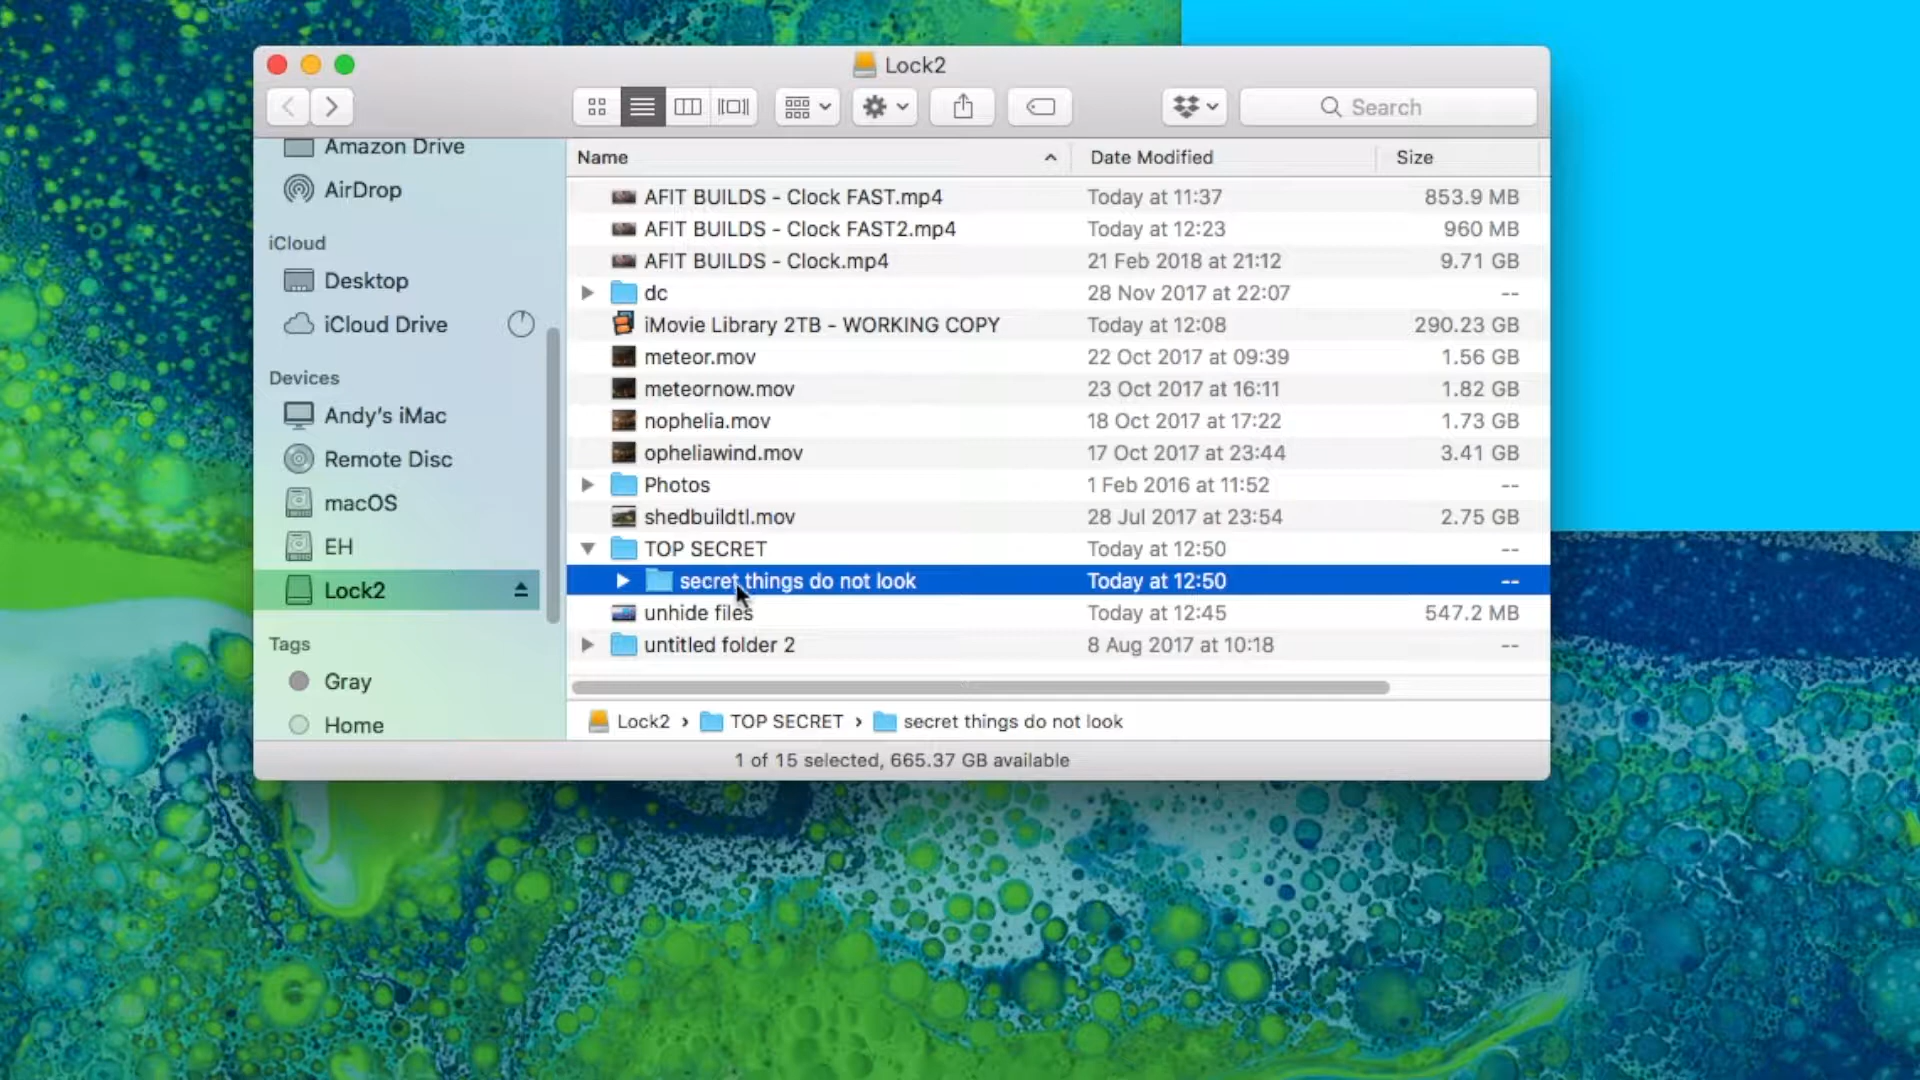 Lock2
Search
Amazon Drive
AirDrop
iCloud
Desktop
iCloud Drive
Devices
Andy's iMac
Remote Disc
macOS
EH
Lock2
Tags
Gray
Home
Name Date Modified Size
AFIT BUILDS - Clock FAST.mp4 Today at 11:37 853.9 MB
AFIT BUILDS - Clock FAST2.mp4 Today at 12:23 960 MB
AFIT BUILDS - Clock.mp4 21 Feb 2018 at 21:12 9.71 GB
dc 28 Nov 2017 at 22:07 --
iMovie Library 2TB - WORKING COPY Today at 12:08 290.23 GB
meteor.mov 22 Oct 2017 at 09:39 1.56 GB
meteornow.mov 23 Oct 2017 at 16:11 1.82 GB
nophelia.mov 18 Oct 2017 at 17:22 1.73 GB
opheliawind.mov 17 Oct 2017 at 23:44 3.41 GB
Photos 1 Feb 2016 at 11:52 --
shedbuildtl.mov 28 Jul 2017 at 23:54 2.75 GB
TOP SECRET Today at 12:50 --
secret things do not look Today at 12:50 --
unhide files Today at 12:45 547.2 MB
untitled folder 2 8 Aug 2017 at 10:18 --
Lock2 › TOP SECRET › secret things do not look
1 of 15 selected, 665.37 GB available